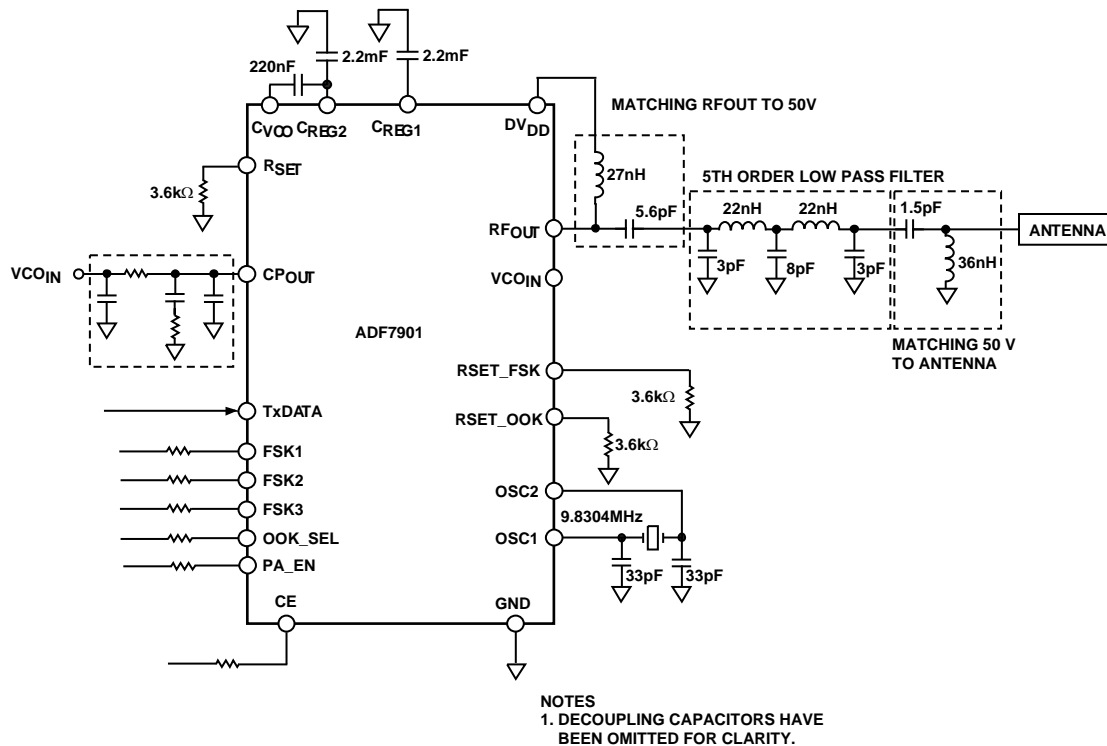 2.2mF
2.2mF
220nF
CVCO CREG2
CREG1
DVDD
MATCHING RFOUT TO 50V
RSET
3.6kΩ
27nH
5TH ORDER LOW PASS FILTER
5.6pF
22nH
22nH
1.5pF
RFOUT
ANTENNA
3pF
8pF
3pF
36nH
VCOIN
CPOUT
VCOIN
ADF7901
MATCHING 50 V
TO ANTENNA
RSET_FSK
3.6kΩ
TxDATA
RSET_OOK
3.6kΩ
FSK1
FSK2
FSK3
OOK_SEL
PA_EN
OSC2
9.8304MHz
OSC1
33pF
33pF
CE
GND
NOTES
1. DECOUPLING CAPACITORS HAVE
BEEN OMITTED FOR CLARITY.